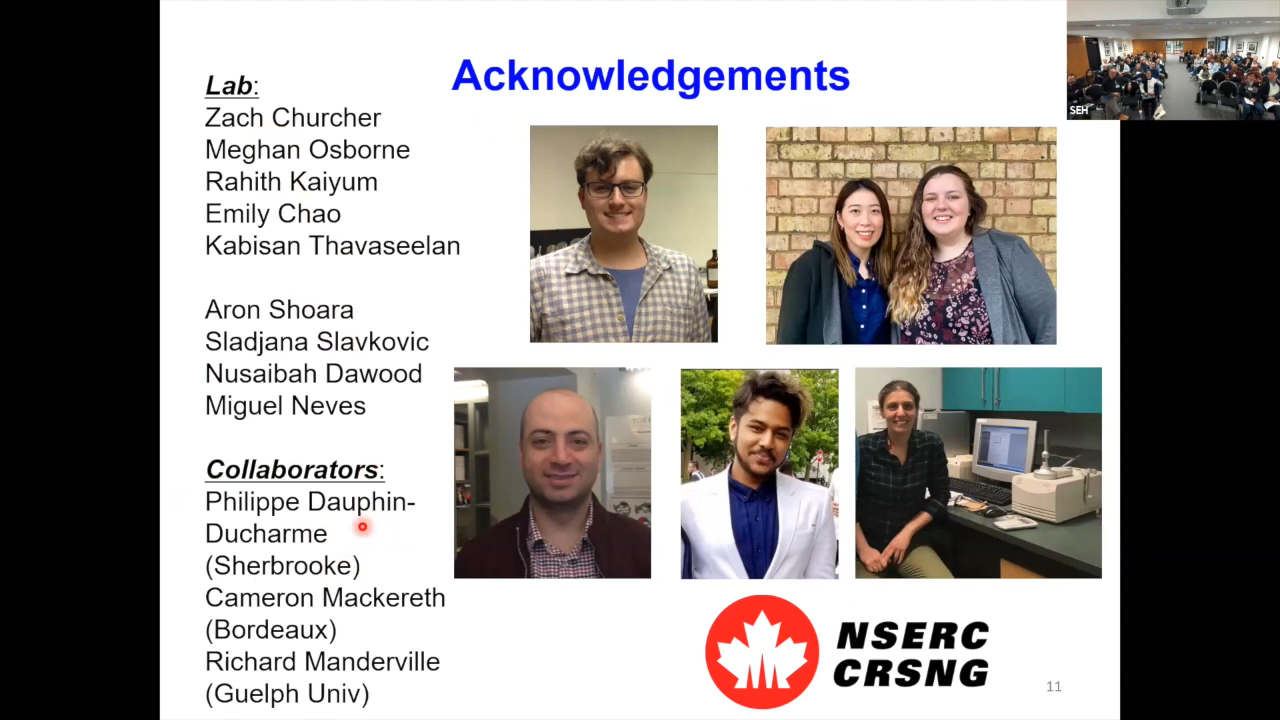 Acknowledgements
Lab:
Zach Churcher
Meghan Osborne
Rahith Kaiyum
Emily Chao
Kabisan Thavaseelan
Aron Shoara
Sladjana Slavkovic
Nusaibah Dawood
Miguel Neves
Collaborators:
Philippe Dauphin-
Ducharme
(Sherbrooke)
Cameron Mackereth
(Bordeaux)
Richard Manderville
(Guelph Univ)
NSERC
CRSNG
11
SEH